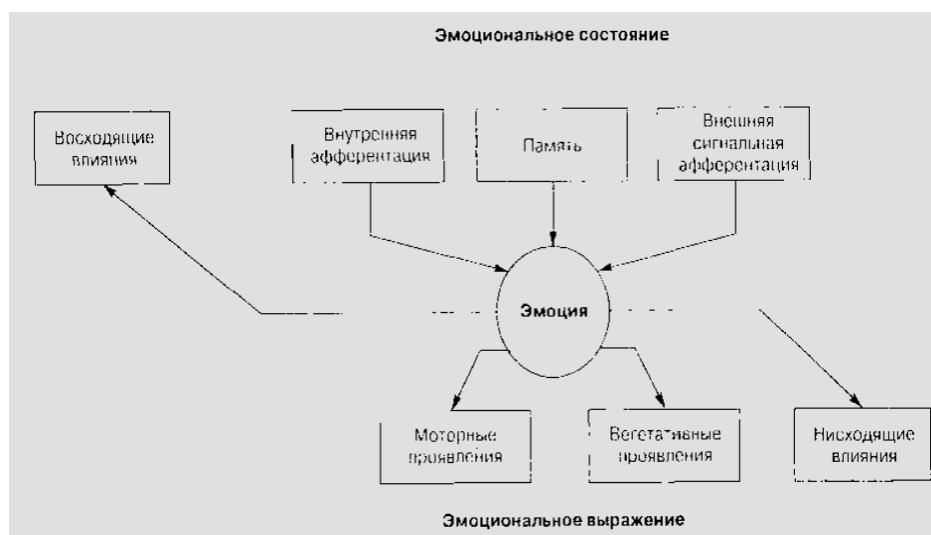 Эмоциональное состояние
Восходящие
влияния
Внутренняя
афферентация
Память
Внешняя
сигнальная
афферентация
Эмоция
Моторные
проявления
Вегетативные
проявления
Нисходящие
влияния
Эмоциональное выражение